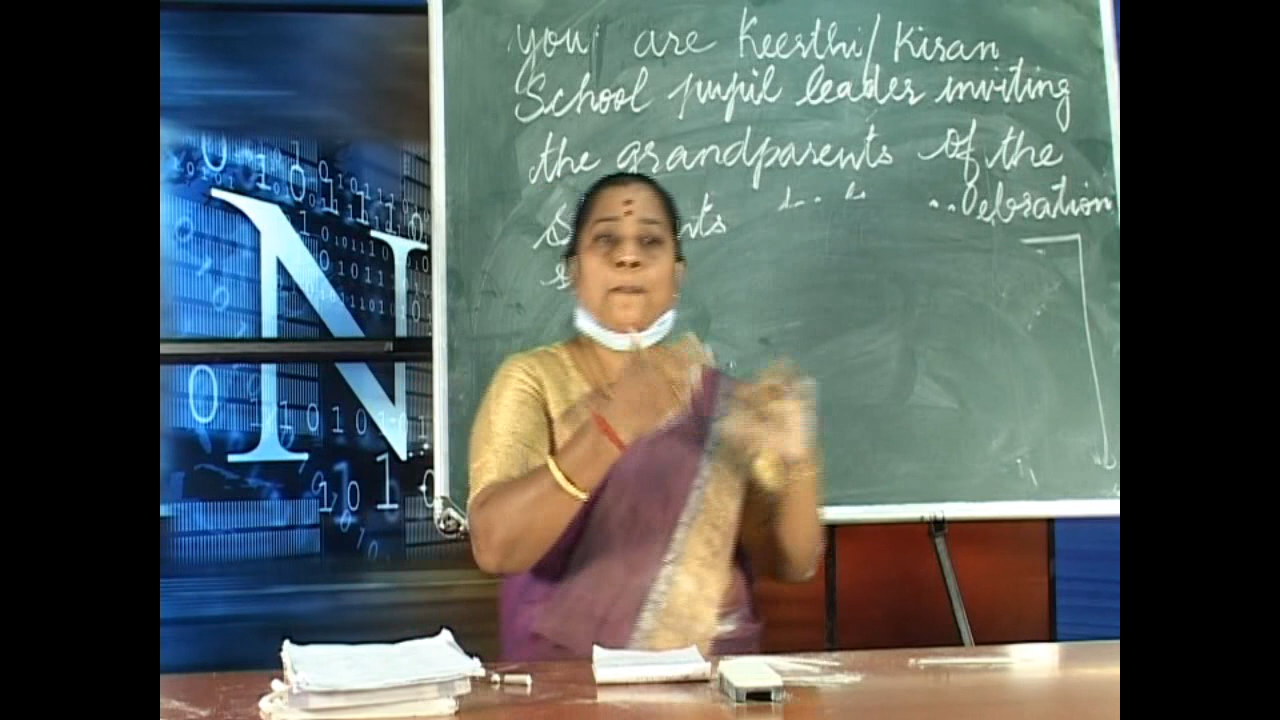 you are Keerthi/Kiran
School pupil leader inviting
the grandparents of the
N